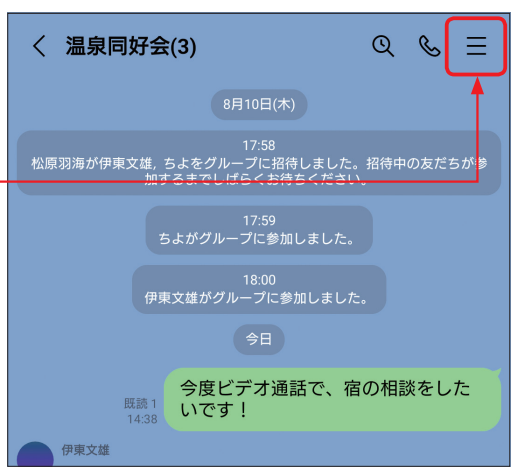 温泉同好会(3)
8月10日(木)
17:58
松原羽海が伊東文雄, ちよをグループに招待しました。招待中の友だちが参
加するまでしばらくお待ちください。
17:59
ちよがグループに参加しました。
18:00
伊東文雄がグループに参加しました。
今日
今度ビデオ通話で、宿の相談をした
いです！
既読 1
14:38
伊東文雄